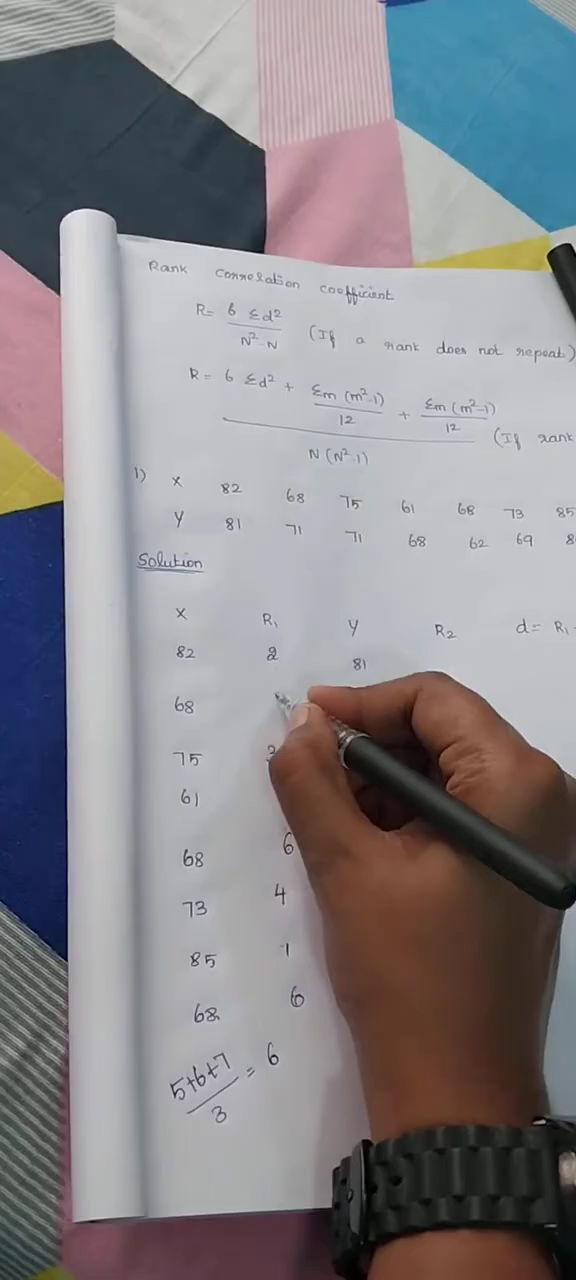 Rank Correlation coefficient
R= 6 Σd² / N²-N (If a rank does not repeat)
R= 6 Σd² + Σm (m²-1) / 12 + Σm (m²-1) / 12 / N (N²-1) (If rank
1) X 82 68 75 61 68 73 85
Y 81 71 71 68 62 69 8
Solution
X R₁ Y R₂ d= R₁-
82 2 81
68
75 3
61
68 6
73 4
85 1
68 6
5+6+7 / 3 = 6